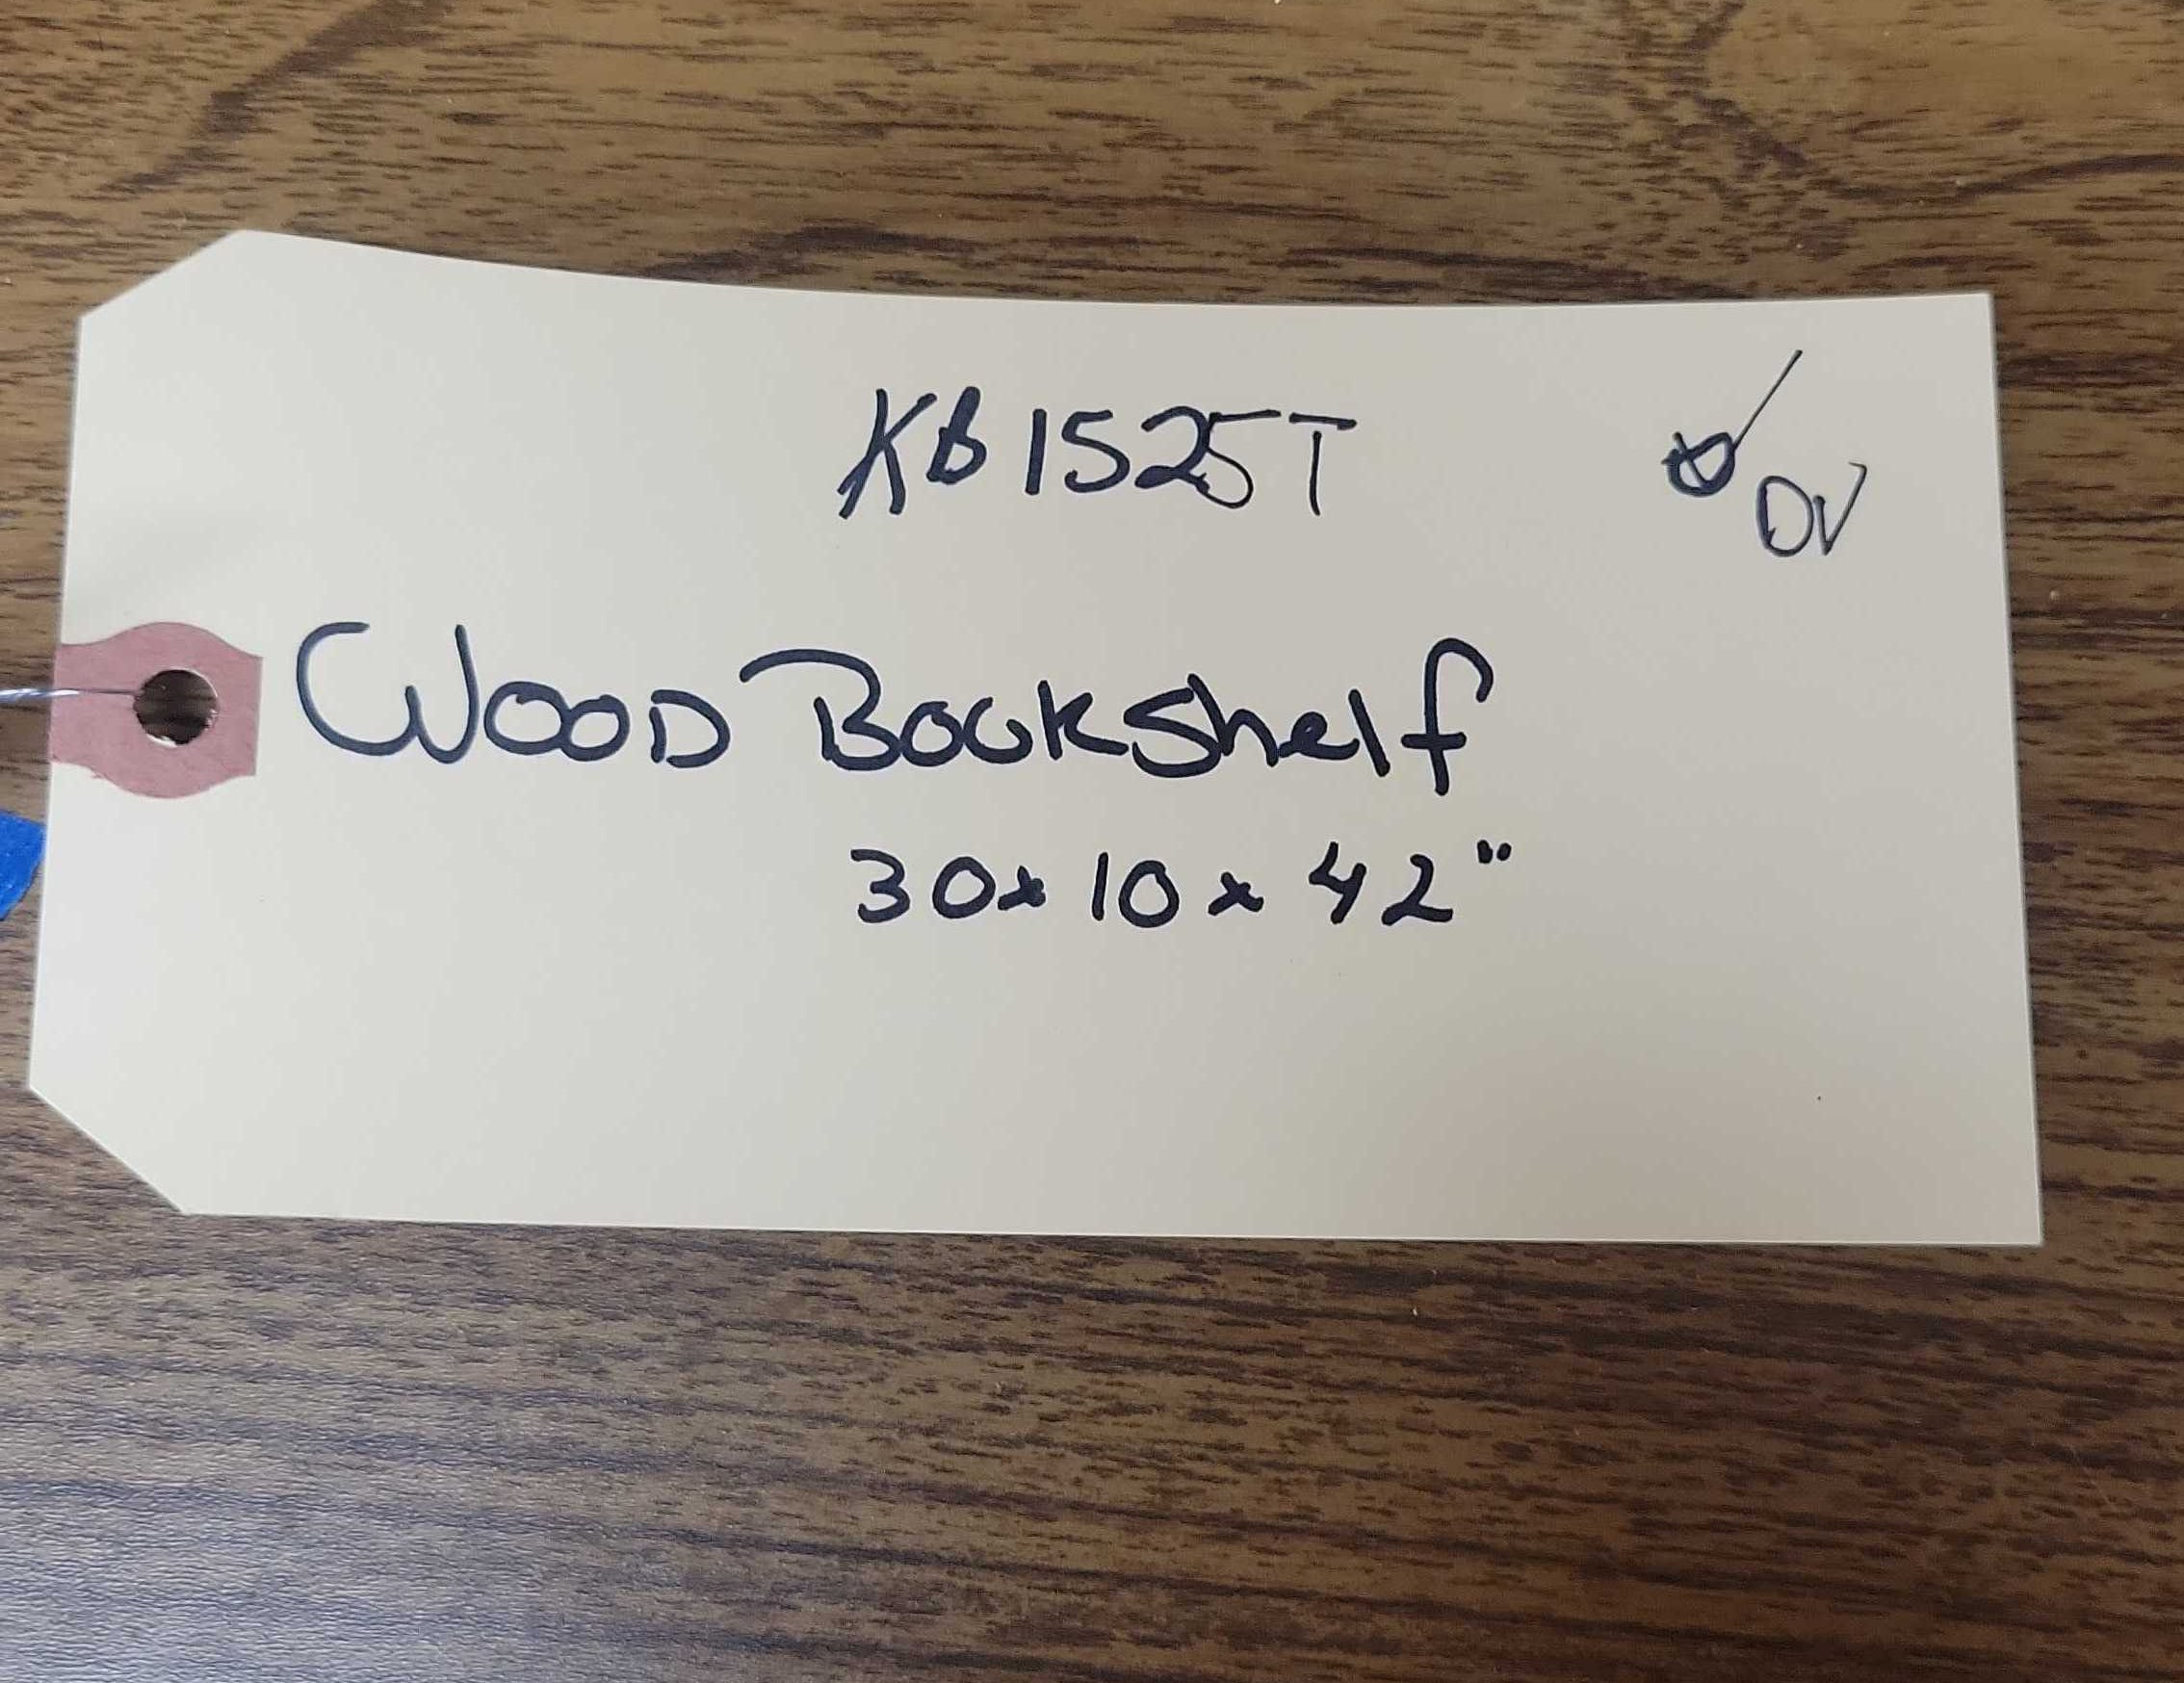 KB1525T
DV
WOOD BOOKShelf
30x10x42"